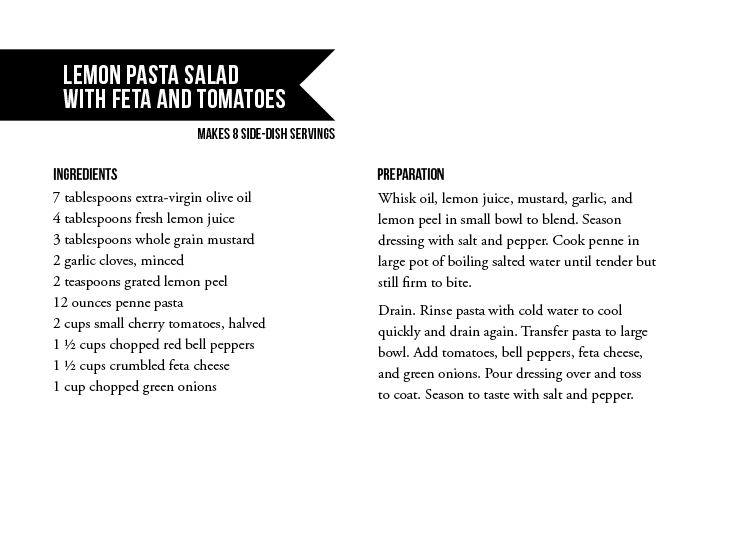 LEMON PASTA SALAD
WITH FETA AND TOMATOES
MAKES 8 SIDE-DISH SERVINGS
INGREDIENTS
7 tablespoons extra-virgin olive oil
4 tablespoons fresh lemon juice
3 tablespoons whole grain mustard
2 garlic cloves, minced
2 teaspoons grated lemon peel
12 ounces penne pasta
2 cups small cherry tomatoes, halved
1 ½ cups chopped red bell peppers
1 ½ cups crumbled feta cheese
1 cup chopped green onions
PREPARATION
Whisk oil, lemon juice, mustard, garlic, and
lemon peel in small bowl to blend. Season
dressing with salt and pepper. Cook penne in
large pot of boiling salted water until tender but
still firm to bite.
Drain. Rinse pasta with cold water to cool
quickly and drain again. Transfer pasta to large
bowl. Add tomatoes, bell peppers, feta cheese,
and green onions. Pour dressing over and toss
to coat. Season to taste with salt and pepper.